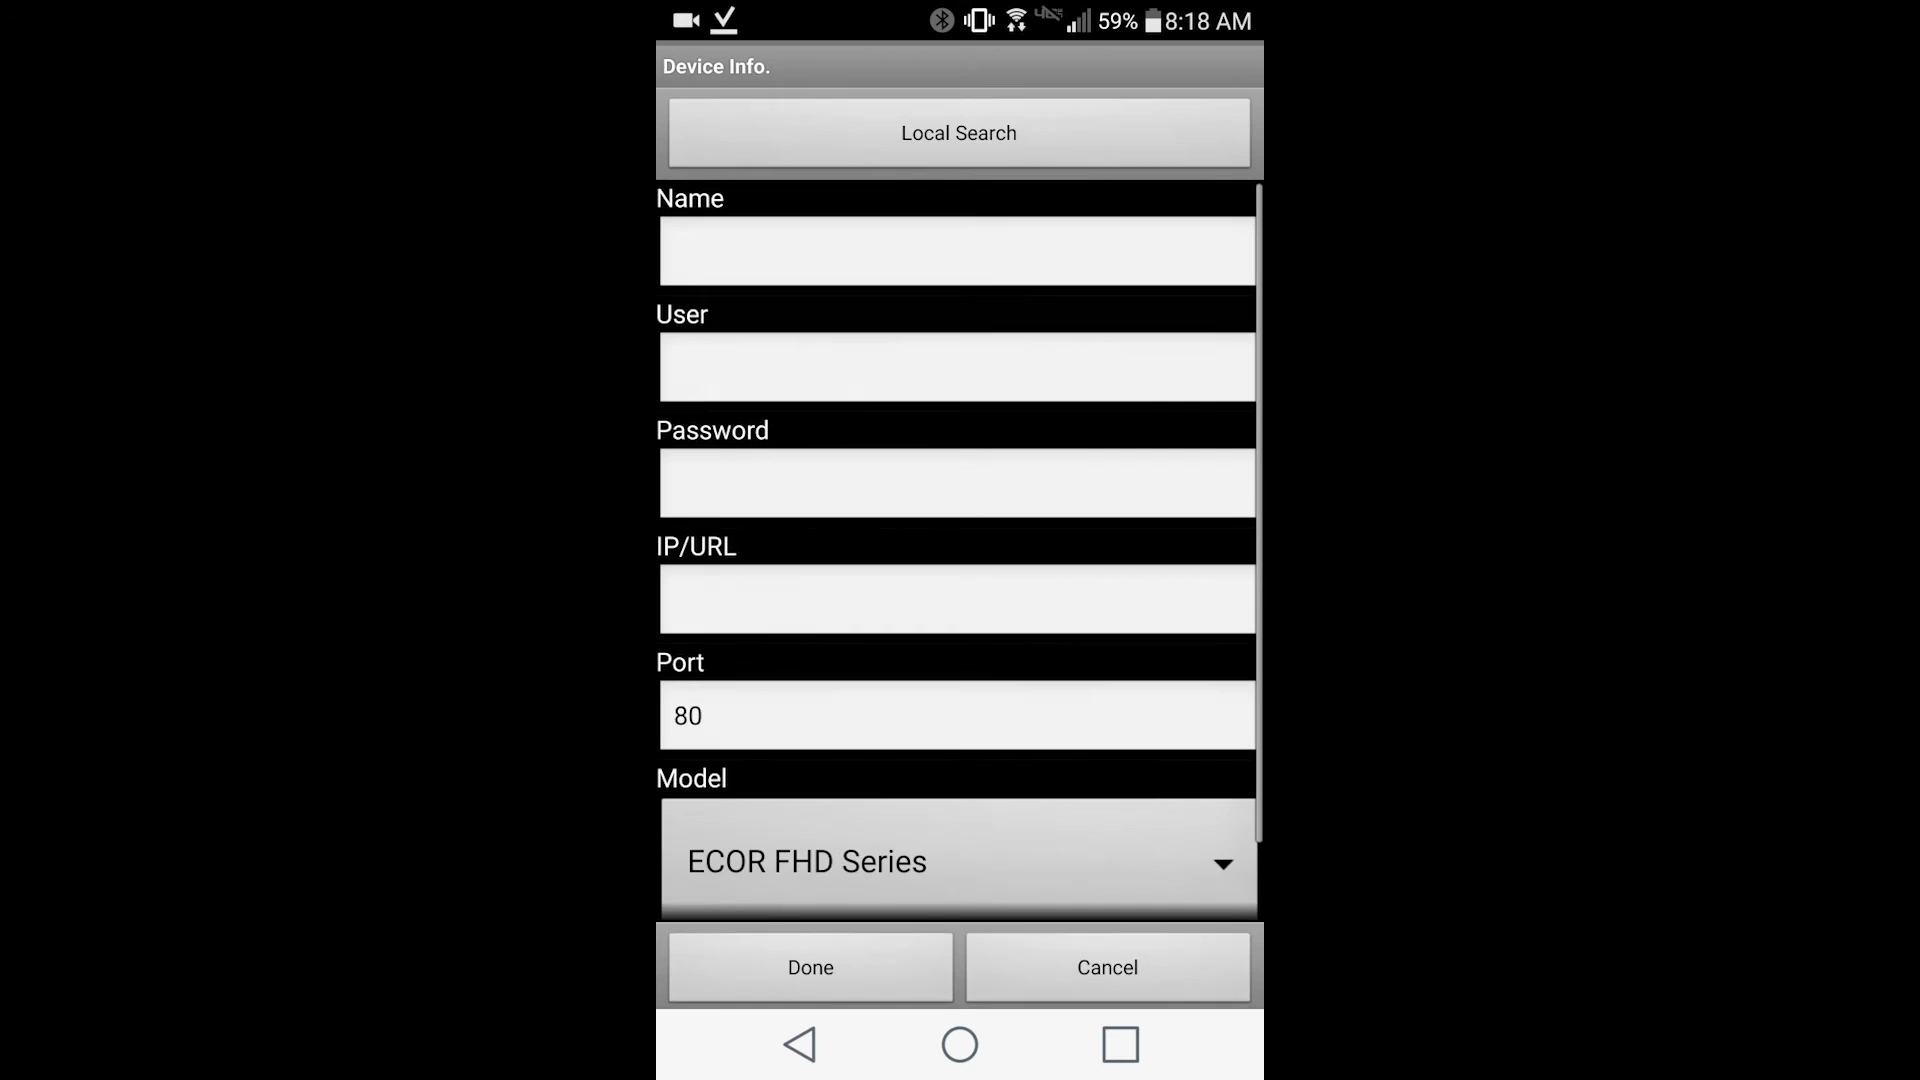 59% 8:18 AM
Device Info.
Local Search
Name
User
Password
IP/URL
Port
80
Model
ECOR FHD Series
Done Cancel